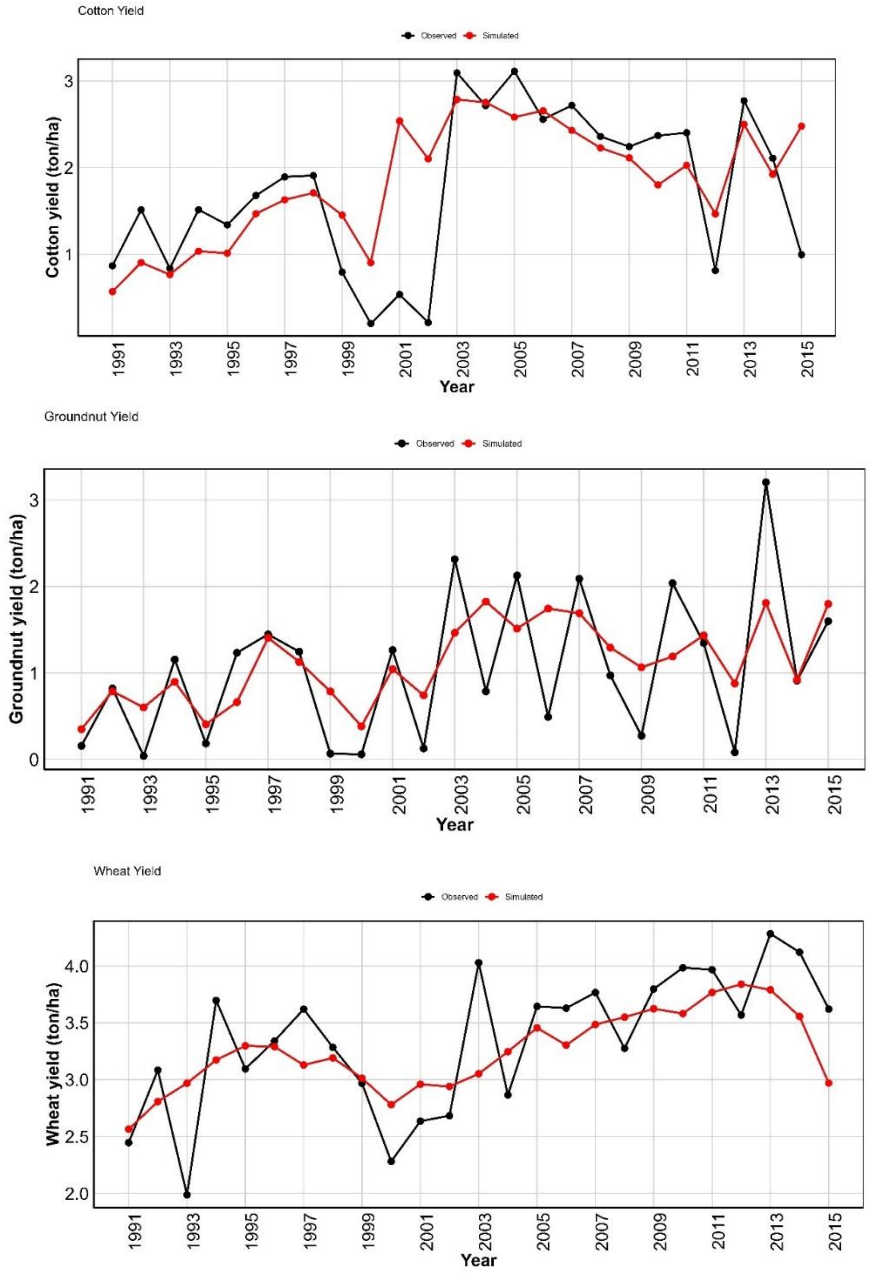 Cotton Yield
Observed Simulated
Cotton yield (ton/ha)
3
2
1
1991 1993 1995 1997 1999 2001 2003 2005 2007 2009 2011 2013 2015
Year
Groundnut Yield
Observed Simulated
Groundnut yield (ton/ha)
3
2
1
0
1991 1993 1995 1997 1999 2001 2003 2005 2007 2009 2011 2013 2015
Year
Wheat Yield
Observed Simulated
Wheat yield (ton/ha)
4.0
3.5
3.0
2.5
2.0
1991 1993 1995 1997 1999 2001 2003 2005 2007 2009 2011 2013 2015
Year